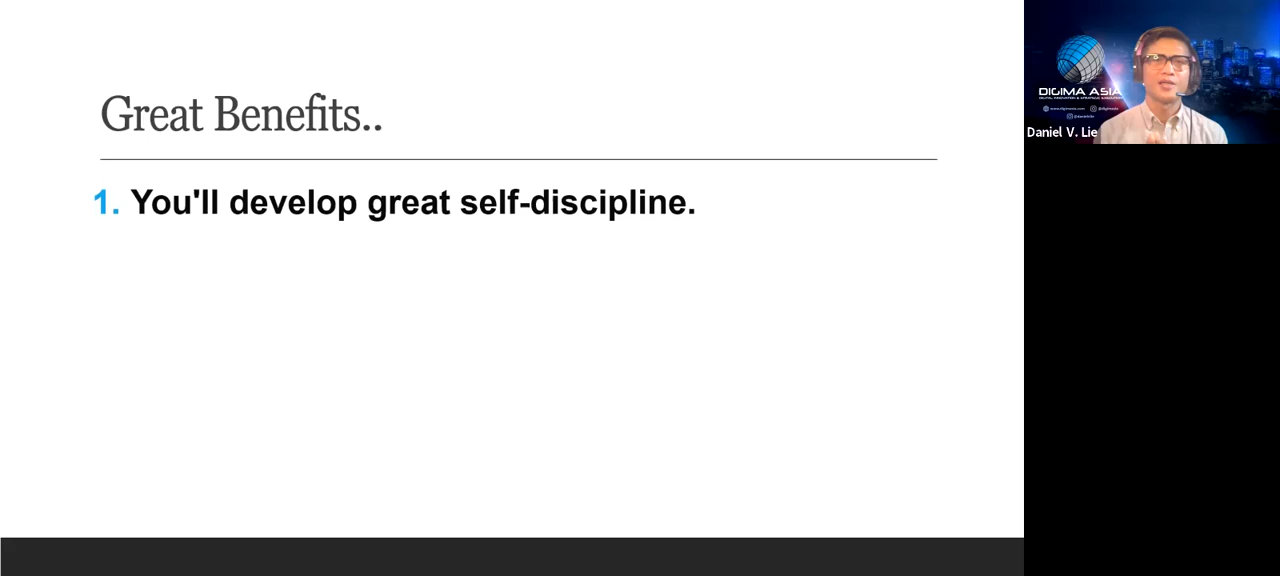 Great Benefits..
1. You'll develop great self-discipline.
DIGIMA ASIA
Daniel V. Lie